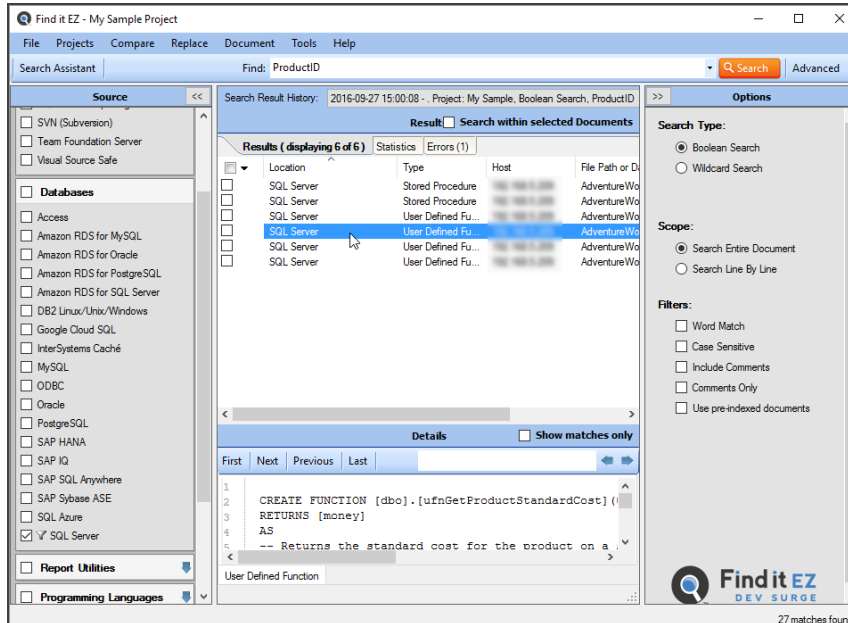 Find it EZ - My Sample Project
File Projects Compare Replace Document Tools Help
Search Assistant Find: ProductID Search Advanced
Source <<
SVN (Subversion)
Team Foundation Server
Visual Source Safe
Databases
Access
Amazon RDS for MySQL
Amazon RDS for Oracle
Amazon RDS for PostgreSQL
Amazon RDS for SQL Server
DB2 Linux/Unix/Windows
Google Cloud SQL
InterSystems Caché
MySQL
ODBC
Oracle
PostgreSQL
SAP HANA
SAP IQ
SAP SQL Anywhere
SAP Sybase ASE
SQL Azure
SQL Server
Report Utilities
Programming Languages
Search Result History: 2016-09-27 15:00:08 - . Project: My Sample, Boolean Search, ProductID
Result Search within selected Documents
Results ( displaying 6 of 6 ) Statistics Errors (1)
Location Type Host File Path or Da
SQL Server Stored Procedure AdventureWo
SQL Server Stored Procedure AdventureWo
SQL Server User Defined Fu... AdventureWo
SQL Server User Defined Fu... AdventureWo
SQL Server User Defined Fu... AdventureWo
SQL Server User Defined Fu... AdventureWo
Details Show matches only
First Next Previous Last
1
2 CREATE FUNCTION [dbo].[ufnGetProductStandardCost](
3 RETURNS [money]
4 AS
5 -- Returns the standard cost for the product on a
User Defined Function
>> Options
Search Type:
Boolean Search
Wildcard Search
Scope:
Search Entire Document
Search Line By Line
Filters:
Word Match
Case Sensitive
Include Comments
Comments Only
Use pre-indexed documents
Find it EZ
DEV SURGE
27 matches foun